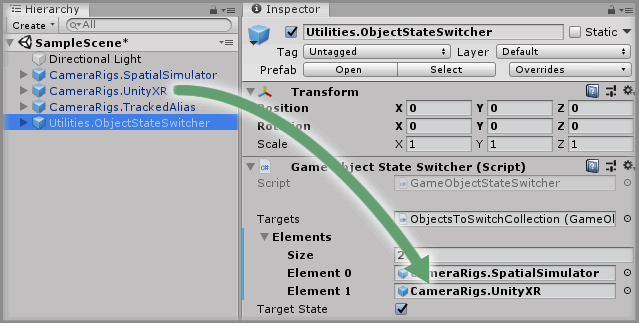 Hierarchy
Create
All
SampleScene*
Directional Light
CameraRigs.SpatialSimulator
CameraRigs.UnityXR
CameraRigs.TrackedAlias
Utilities.ObjectStateSwitcher
Inspector
Utilities.ObjectStateSwitcher Static
Tag Untagged Layer Default
Prefab Open Select Overrides
Transform
Position X 0 Y 0 Z 0
Rotation X 0 Y 0 Z 0
Scale X 1 Y 1 Z 1
Game Object State Switcher (Script)
Script GameObjectStateSwitcher
Targets ObjectsToSwitchCollection (GameOl
Elements
Size 2
Element 0 CameraRigs.SpatialSimulator
Element 1 CameraRigs.UnityXR
Target State